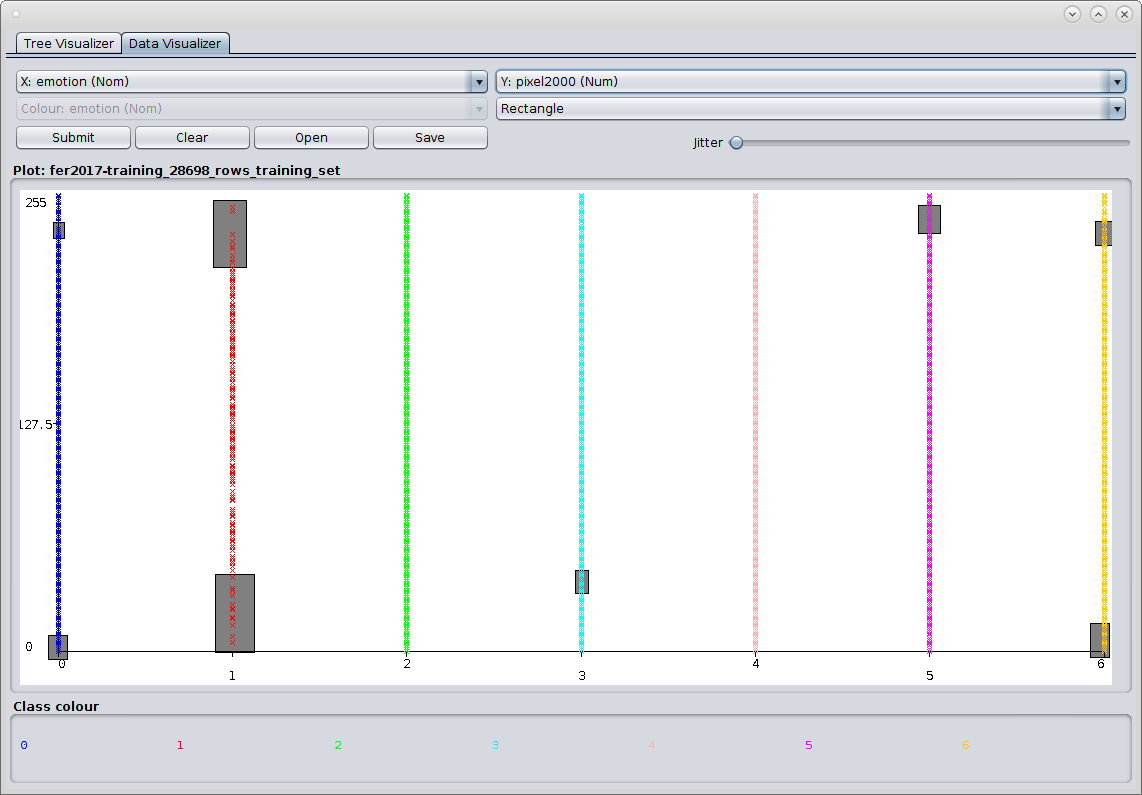 Tree Visualizer Data Visualizer
X: emotion (Nom) Y: pixel2000 (Num)
Colour: emotion (Nom) Rectangle
Submit Clear Open Save Jitter
Plot: fer2017-training_28698_rows_training_set
255
127.5
0
0 2 4 6
1 3 5
Class colour
0 1 2 3 4 5 6